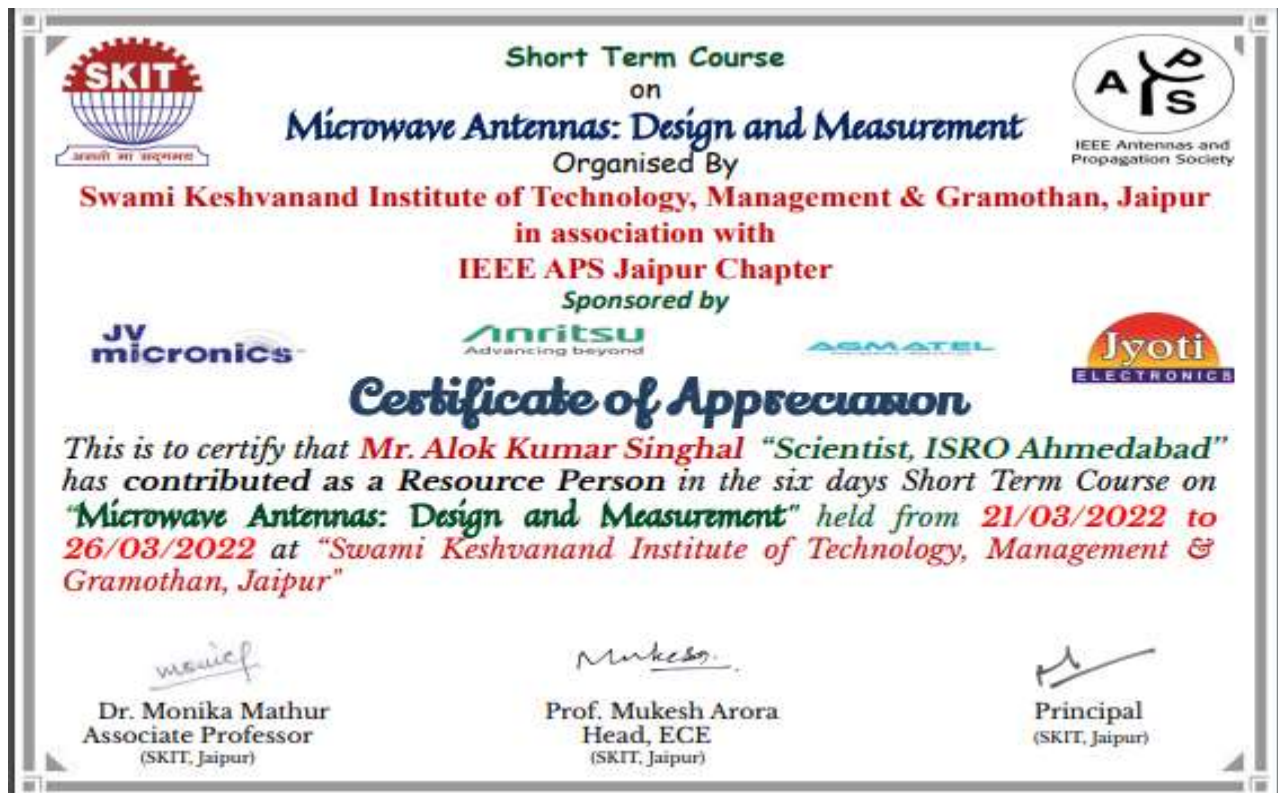 SKIT
असतो मा सद्गमय
Short Term Course
on
Microwave Antennas: Design and Measurement
Organised By
A P S
IEEE Antennas and
Propagation Society
Swami Keshvanand Institute of Technology, Management & Gramothan, Jaipur
in association with
IEEE APS Jaipur Chapter
Sponsored by
JV
micronics
Anritsu
Advancing beyond
AGMATEL
Jyoti
ELECTRONICS
Certificate of Appreciation
This is to certify that Mr. Alok Kumar Singhal “Scientist, ISRO Ahmedabad”
has contributed as a Resource Person in the six days Short Term Course on
“Microwave Antennas: Design and Measurement” held from 21/03/2022 to
26/03/2022 at “Swami Keshvanand Institute of Technology, Management &
Gramothan, Jaipur”
Mukesh
Dr. Monika Mathur
Associate Professor
(SKIT, Jaipur)
Prof. Mukesh Arora
Head, ECE
(SKIT, Jaipur)
Principal
(SKIT, Jaipur)